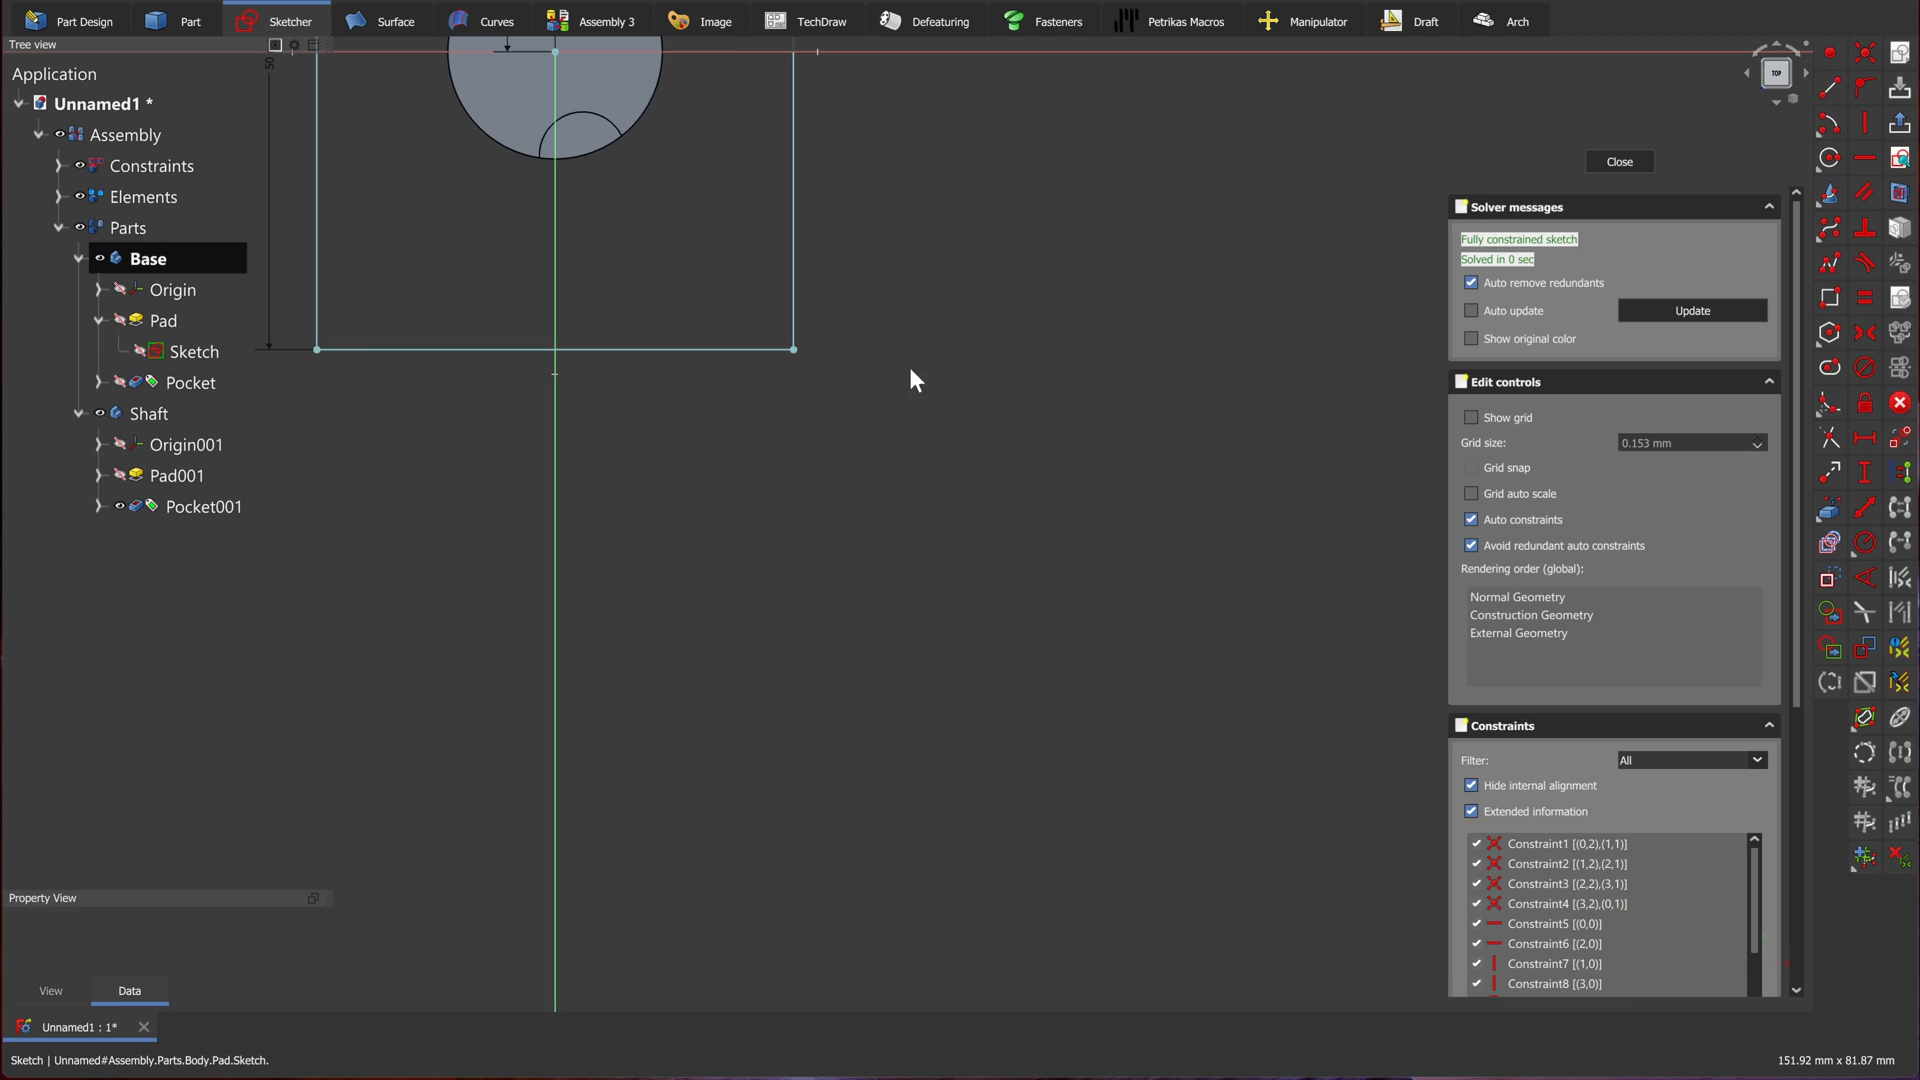 Part Design
Part
Sketcher
Surface
Curves
Assembly 3
Image
TechDraw
Defeaturing
Fasteners
Petrikas Macros
Manipulator
Draft
Arch
Tree view
Application
Unnamed1 *
Assembly
Constraints
Elements
Parts
Base
Origin
Pad
Sketch
Pocket
Shaft
Origin001
Pad001
Pocket001
50
TOP
Close
Solver messages
Fully constrained sketch
Solved in 0 sec
Auto remove redundants
Auto update
Update
Show original color
Edit controls
Show grid
Grid size:
0.153 mm
Grid snap
Grid auto scale
Auto constraints
Avoid redundant auto constraints
Rendering order (global):
Normal Geometry
Construction Geometry
External Geometry
Constraints
Filter:
All
Hide internal alignment
Extended information
Constraint1 [(0,2),(1,1)]
Constraint2 [(1,2),(2,1)]
Constraint3 [(2,2),(3,1)]
Constraint4 [(3,2),(0,1)]
Constraint5 [(0,0)]
Constraint6 [(2,0)]
Constraint7 [(1,0)]
Constraint8 [(3,0)]
Property View
View
Data
Unnamed1 : 1*
Sketch | Unnamed#Assembly.Parts.Body.Pad.Sketch.
151.92 mm x 81.87 mm